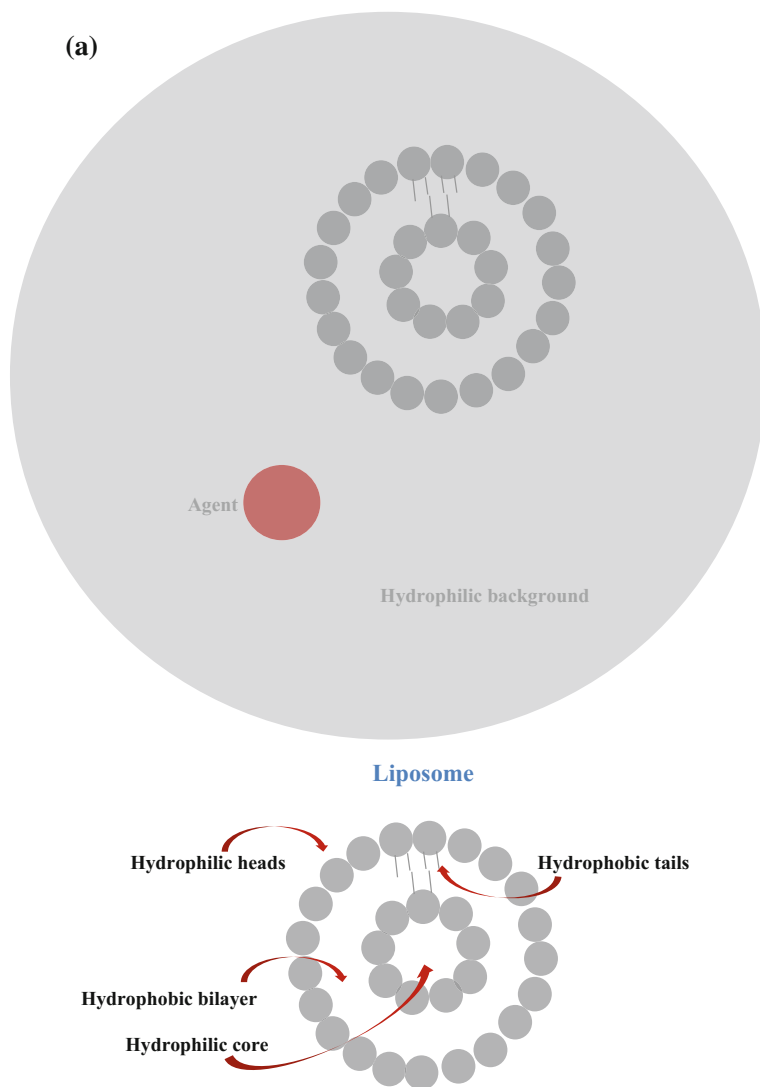 (a)
Agent
Hydrophilic background
Liposome
Hydrophilic heads
Hydrophobic tails
Hydrophobic bilayer
Hydrophilic core